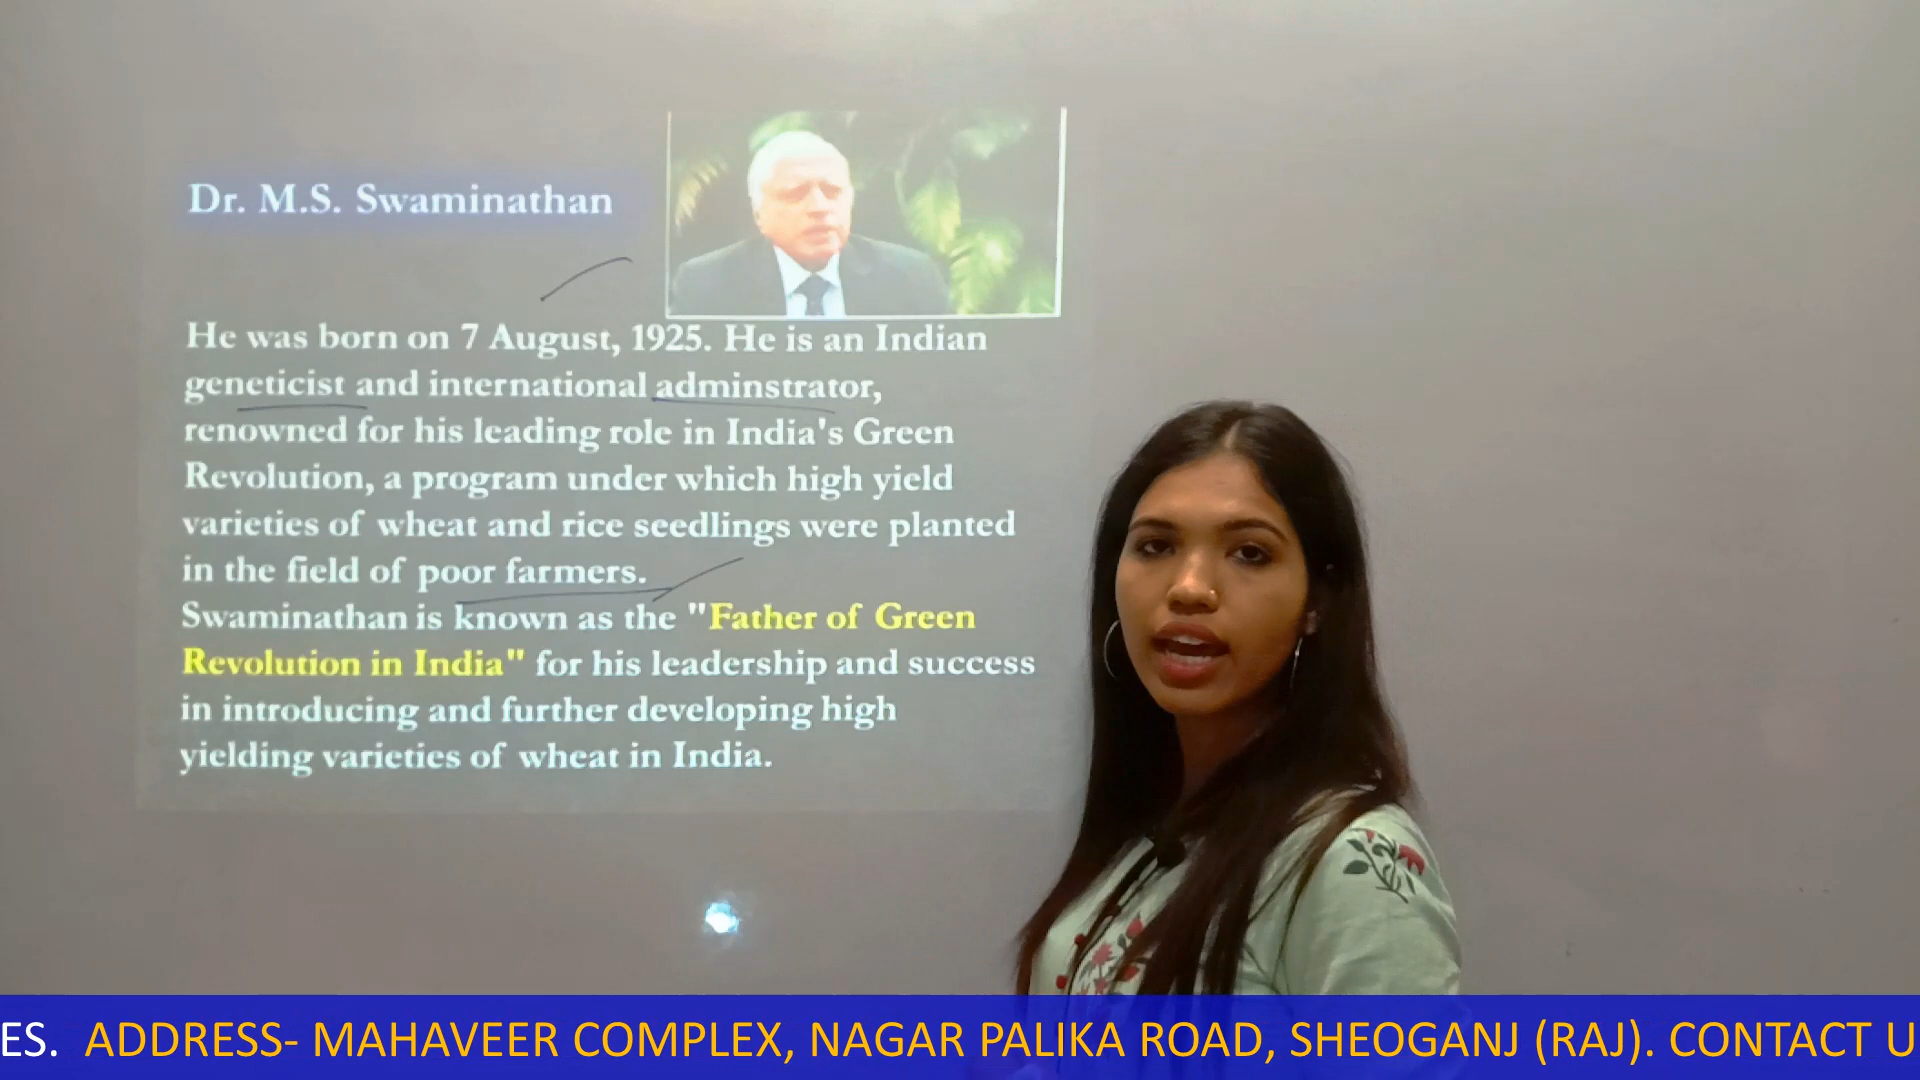 Dr. M.S. Swaminathan
He was born on 7 August, 1925. He is an Indian
geneticist and international adminstrator,
renowned for his leading role in India's Green
Revolution, a program under which high yield
varieties of wheat and rice seedlings were planted
in the field of poor farmers.
Swaminathan is known as the "Father of Green
Revolution in India" for his leadership and success
in introducing and further developing high
yielding varieties of wheat in India.
ES. ADDRESS- MAHAVEER COMPLEX, NAGAR PALIKA ROAD, SHEOGANJ (RAJ). CONTACT U